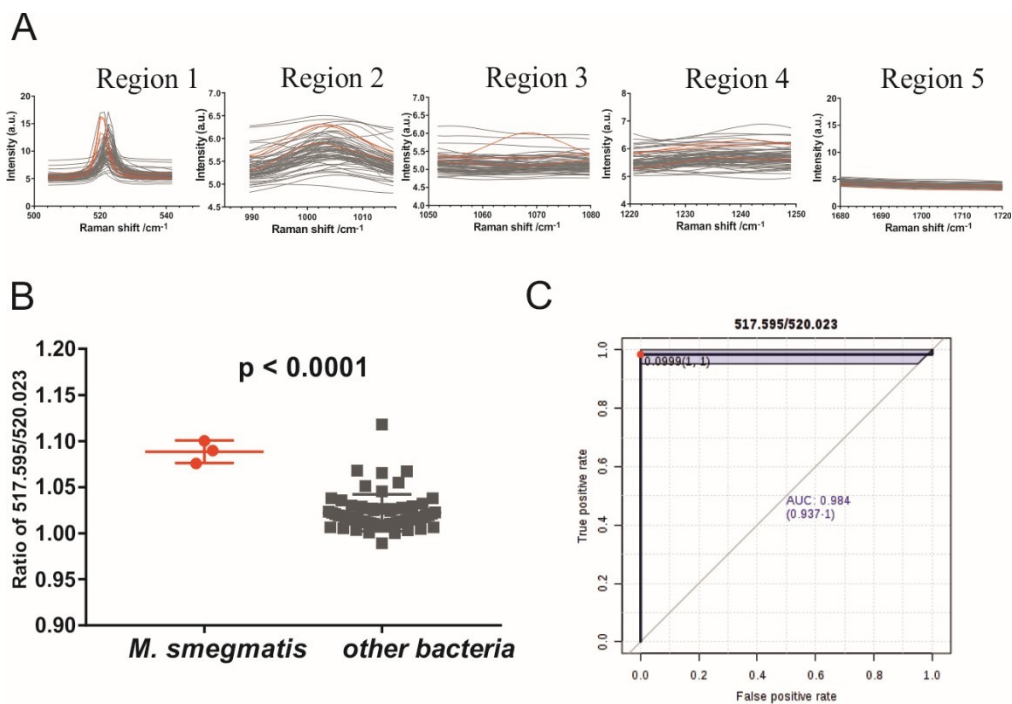 A
Region 1
Region 2
Region 3
Region 4
Region 5
Intensity (a.u.)
20
15
10
5
0
500
520
540
Raman shift /cm-1
Intensity (a.u.)
7.0
6.5
6.0
5.5
5.0
4.5
990
1000
1010
Raman shift /cm-1
Intensity (a.u.)
7.0
6.5
6.0
5.5
5.0
4.5
4.0
1050
1060
1070
1080
Raman shift /cm-1
Intensity (a.u.)
8
7
6
5
4
1220
1230
1240
1250
Raman shift /cm-1
Intensity (a.u.)
20
15
10
5
0
1680
1690
1700
1710
1720
Raman shift /cm-1
B
Ratio of 517.595/520.023
1.20
1.15
1.10
1.05
1.00
0.95
0.90
p < 0.0001
M. smegmatis
other bacteria
C
517.595/520.023
True positive rate
1.0
0.8
0.6
0.4
0.2
0.0
0.0999(1, 1)
AUC: 0.984
(0.937-1)
0.0
0.2
0.4
0.6
0.8
1.0
False positive rate